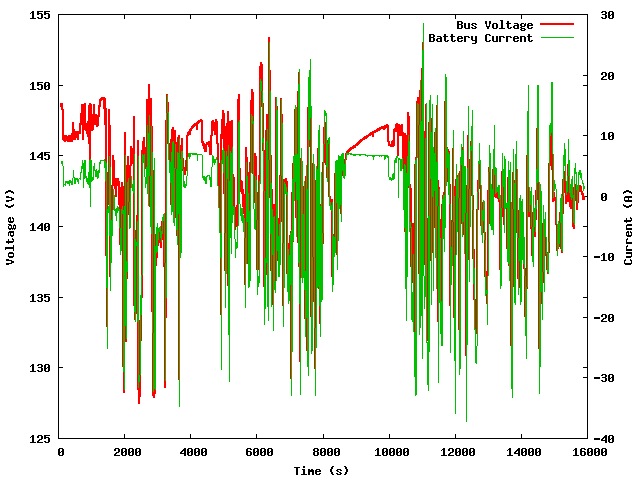 155 30
Bus Voltage
Battery Current
150 20
145 10
140 0
-10
135 -20
130 -30
125 -40
0 2000 4000 6000 8000 10000 12000 14000 16000
Time (s)
Voltage (V)
Current (A)